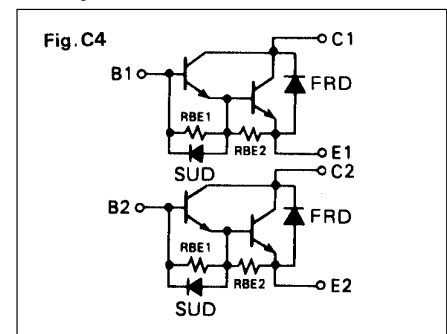 Fig.C4
C1
B1
FRD
RBE1
RBE2
E1
SUD
C2
B2
FRD
RBE1
RBE2
E2
SUD